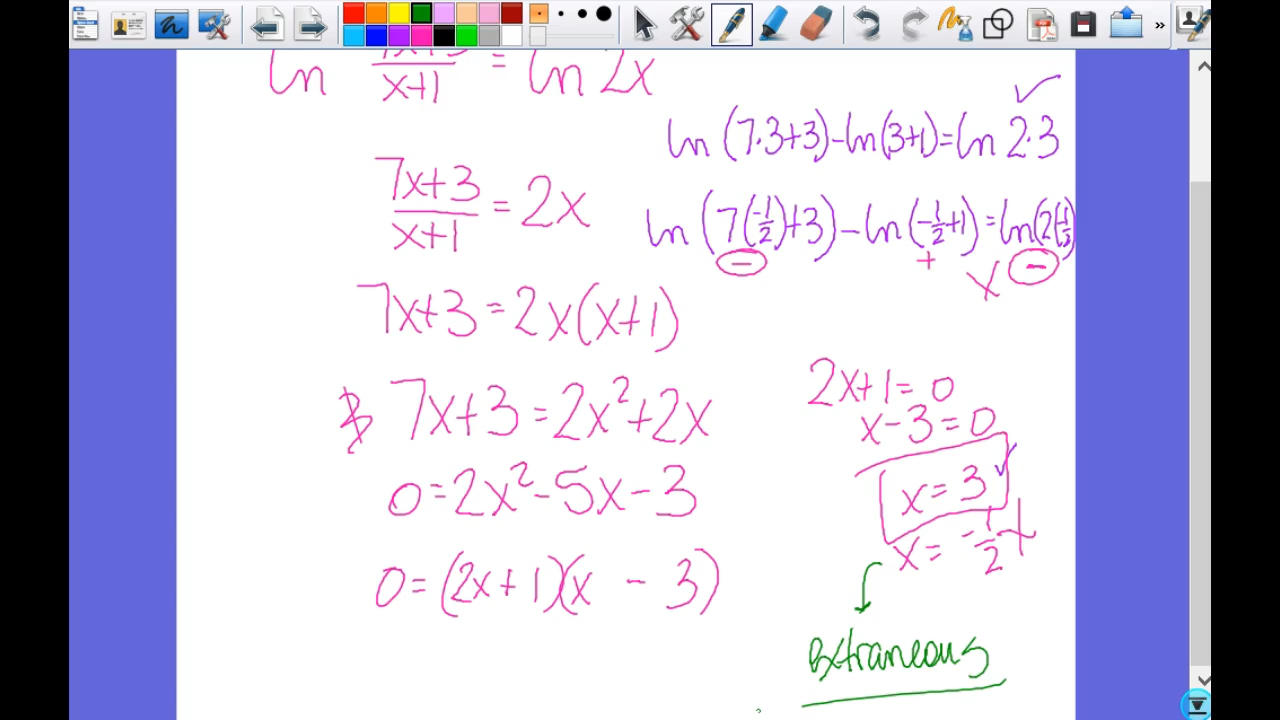 ln (7x+3)/(x+1) = ln 2x
ln (7·3+3) - ln(3+1) = ln 2·3 ✓
(7x+3)/(x+1) = 2x
ln (7(-1/2)+3) - ln (-1/2+1) = ln(2(-1/2)
- + x -
7x+3 = 2x(x+1)
7x+3 = 2x²+2x
0 = 2x² - 5x - 3
0 = (2x+1)(x - 3)
2x+1 = 0
x-3 = 0
x = 3 ✓
x = -1/2 x
extraneous